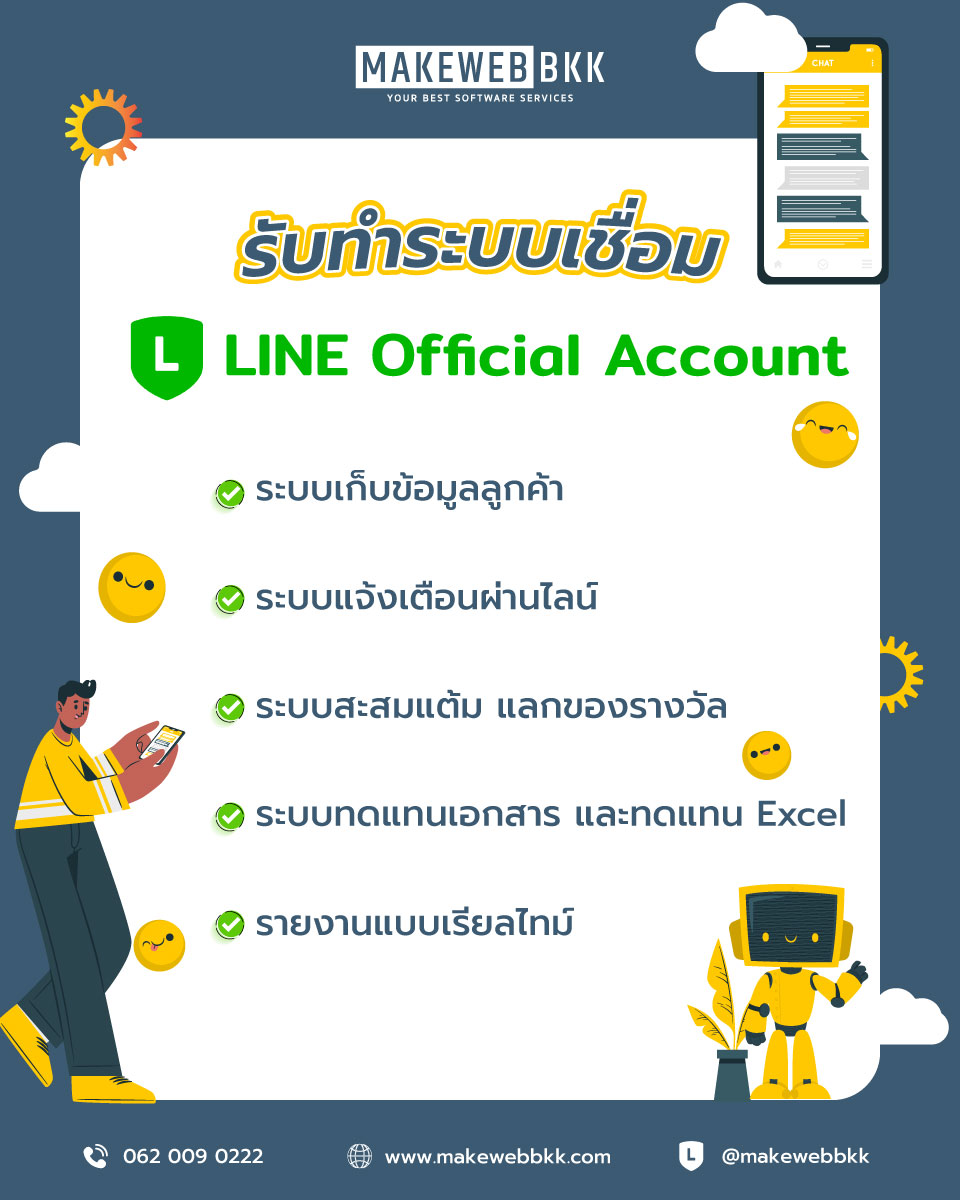 MAKEWEBBKK
YOUR BEST SOFTWARE SERVICES
CHAT
รับทำระบบเชื่อม
L LINE Official Account
ระบบเก็บข้อมูลลูกค้า
ระบบแจ้งเตือนผ่านไลน์
ระบบสะสมแต้ม แลกของรางวัล
ระบบทดแทนเอกสาร และทดแทน Excel
รายงานแบบเรียลไทม์
062 009 0222
www.makewebbkk.com
L @makewebbkk